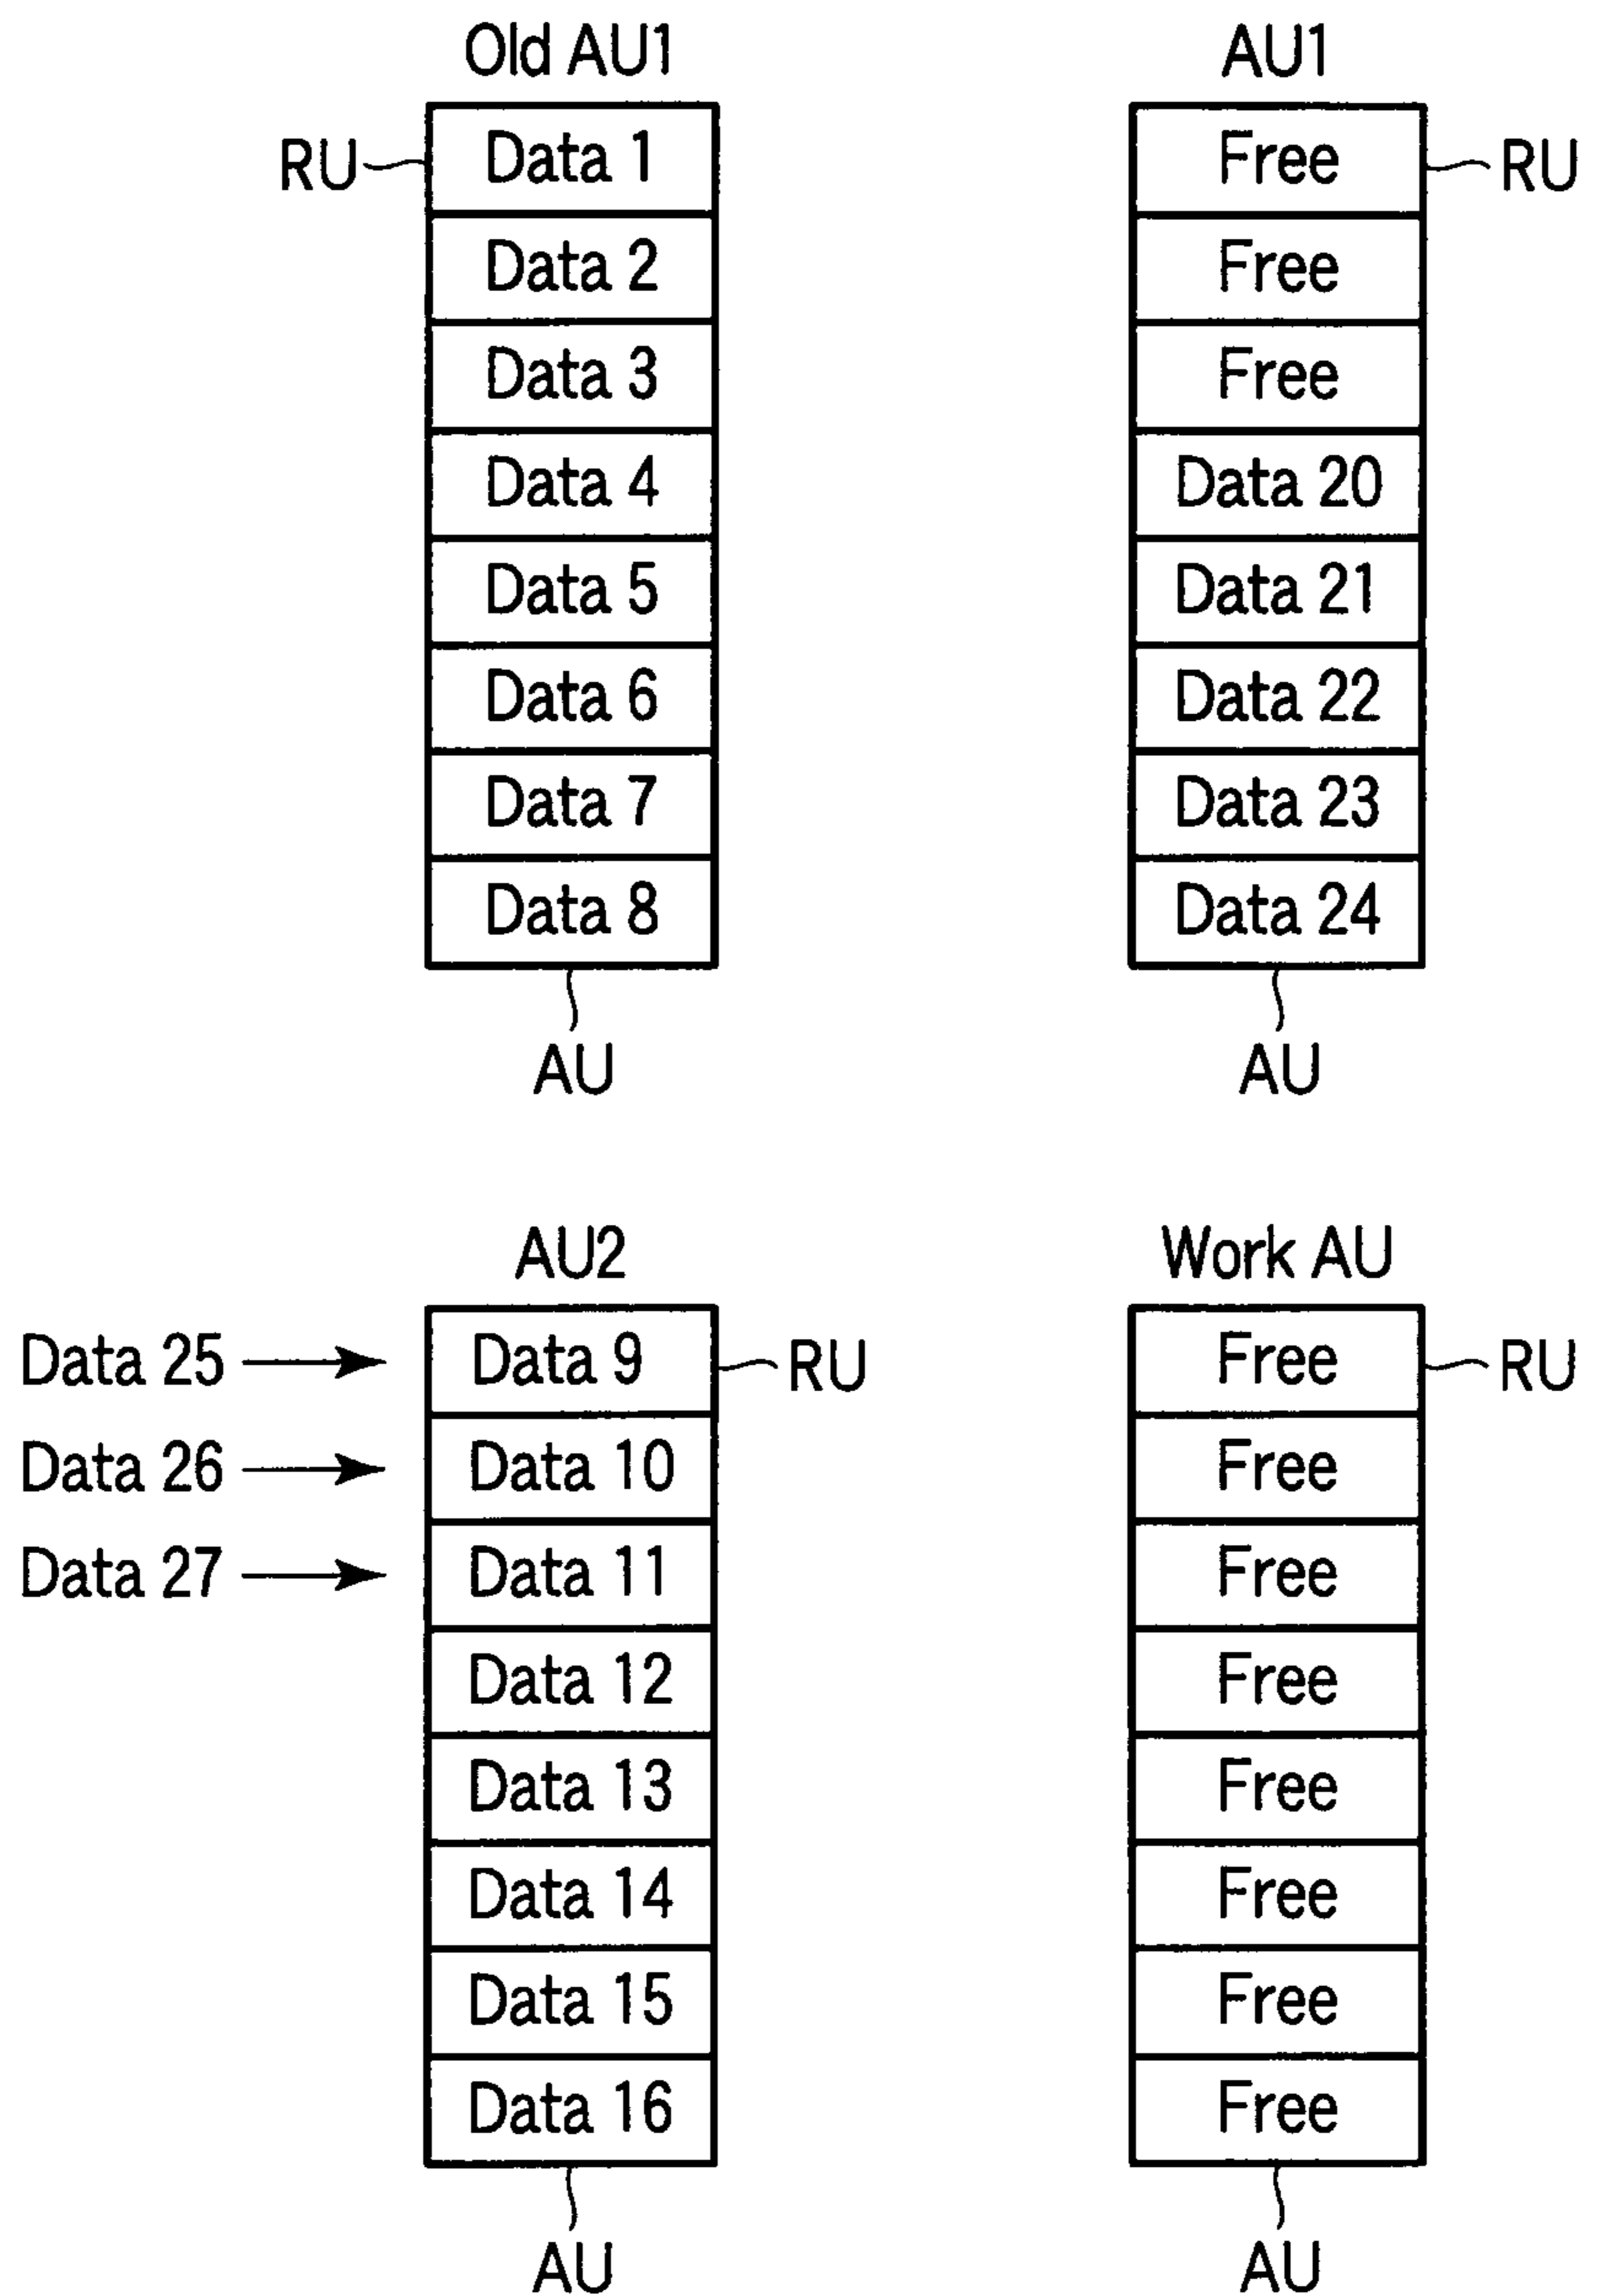 Old AU1
RU
Data 1
Data 2
Data 3
Data 4
Data 5
Data 6
Data 7
Data 8
AU
AU1
Free
RU
Free
Free
Data 20
Data 21
Data 22
Data 23
Data 24
AU
AU2
Data 25
Data 9
RU
Data 26
Data 10
Data 27
Data 11
Data 12
Data 13
Data 14
Data 15
Data 16
AU
Work AU
Free
RU
Free
Free
Free
Free
Free
Free
Free
AU